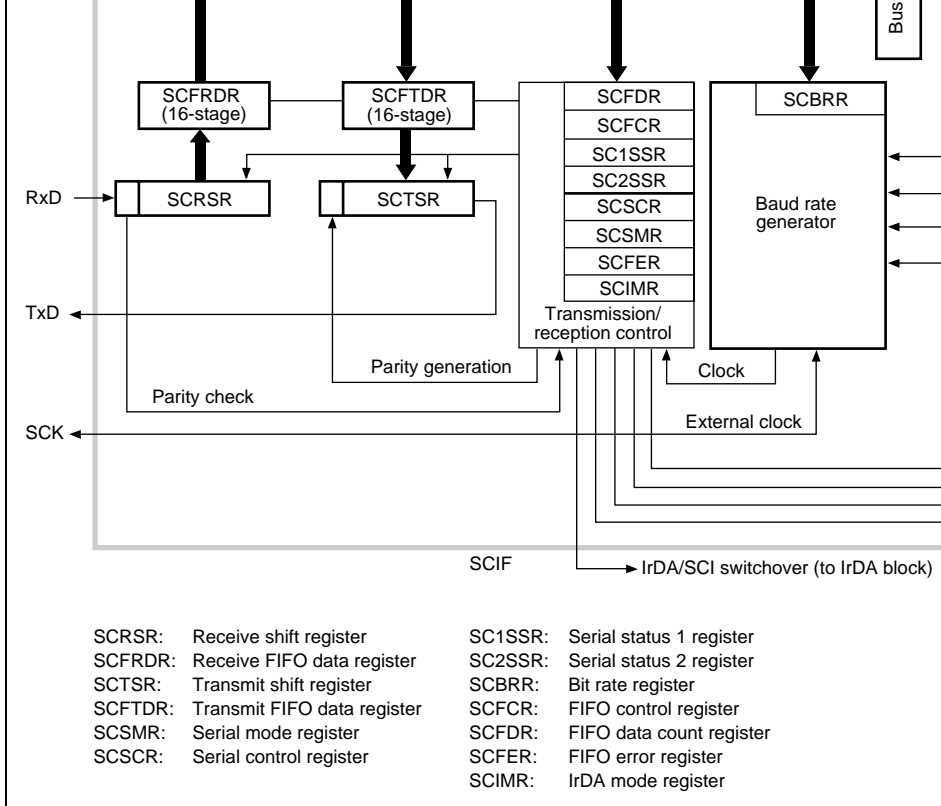 Bus
SCFRDR
(16-stage)
SCFTDR
(16-stage)
SCFDR
SCFCR
SC1SSR
SC2SSR
SCSCR
SCSMR
SCFER
SCIMR
Transmission/
reception control
SCBRR
Baud rate
generator
RxD
SCRSR
SCTSR
TxD
Parity generation
Clock
Parity check
External clock
SCK
SCIF
IrDA/SCI switchover (to IrDA block)
SCRSR: Receive shift register
SCFRDR: Receive FIFO data register
SCTSR: Transmit shift register
SCFTDR: Transmit FIFO data register
SCSMR: Serial mode register
SCSCR: Serial control register
SC1SSR: Serial status 1 register
SC2SSR: Serial status 2 register
SCBRR: Bit rate register
SCFCR: FIFO control register
SCFDR: FIFO data count register
SCFER: FIFO error register
SCIMR: IrDA mode register